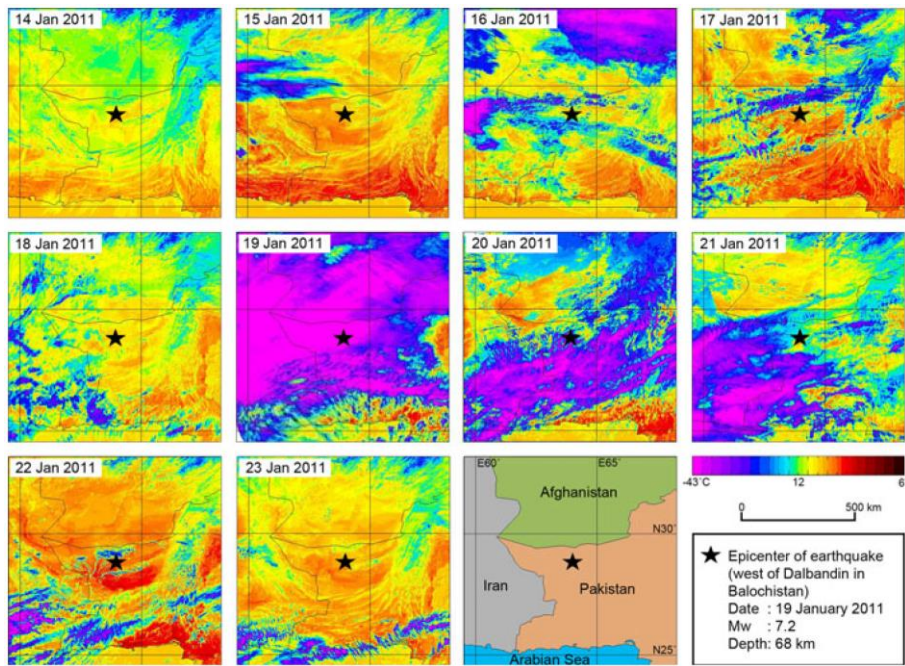 14 Jan 2011
15 Jan 2011
16 Jan 2011
17 Jan 2011
18 Jan 2011
19 Jan 2011
20 Jan 2011
21 Jan 2011
22 Jan 2011
23 Jan 2011
E60° E65°
Afghanistan
N30°
Iran
Pakistan
N25°
Arabian Sea
-43°C 12 6
0 500 km
Epicenter of earthquake
(west of Dalbandin in
Balochistan)
Date : 19 January 2011
Mw : 7.2
Depth: 68 km